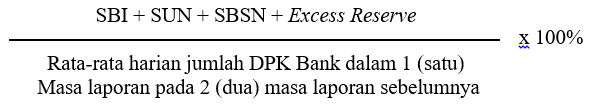 SBI + SUN + SBSN + Excess Reserve
x 100%
Rata-rata harian jumlah DPK Bank dalam 1 (satu)
Masa laporan pada 2 (dua) masa laporan sebelumnya